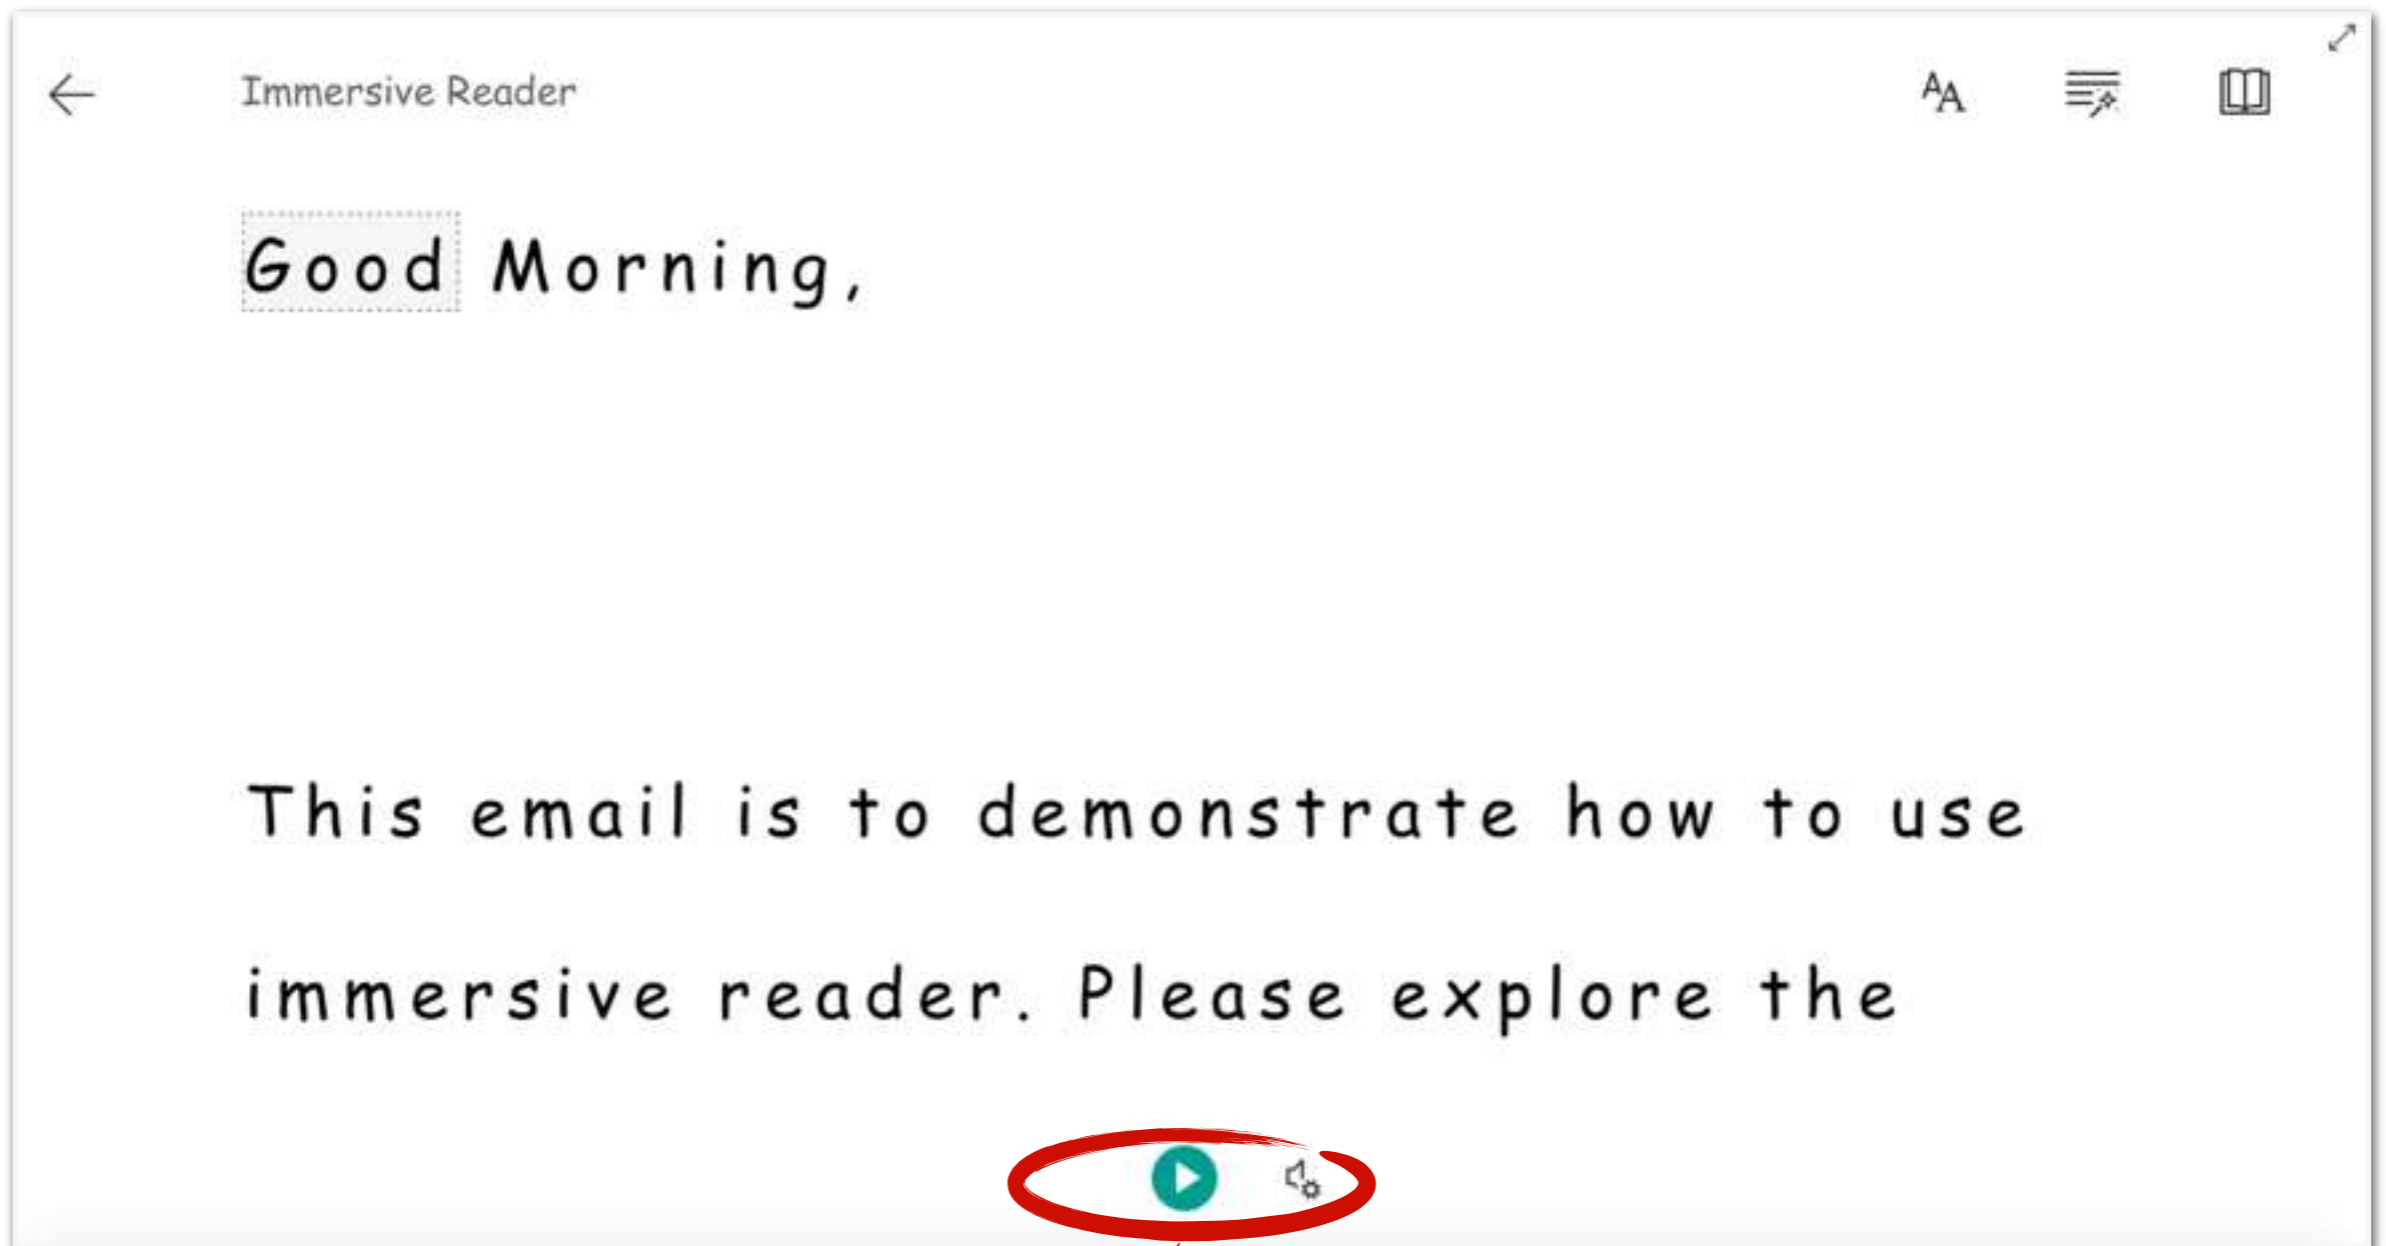 Immersive Reader
Good Morning,
This email is to demonstrate how to use
immersive reader. Please explore the